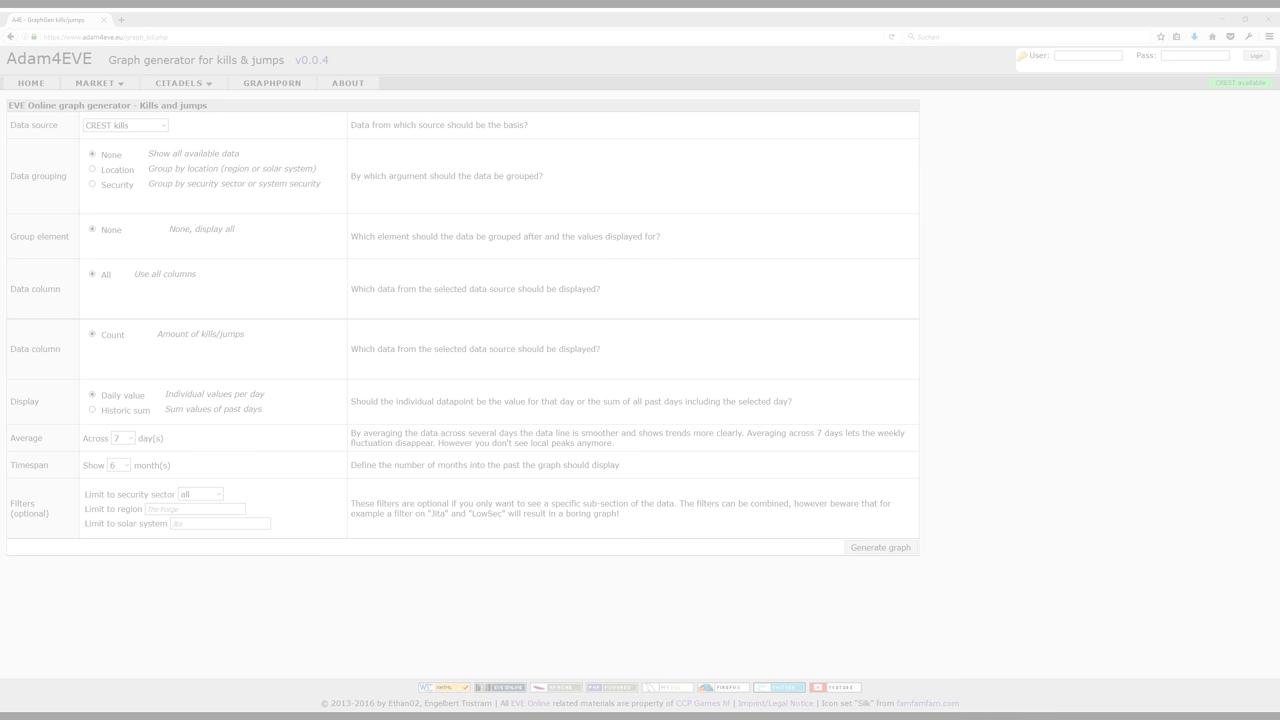 A4E - GraphGen kills/jumps
https://www.adam4eve.eu/graph_kill.php
Suchen
Adam4EVE Graph generator for kills & jumps v0.0.3
User: Pass: Login
HOME MARKET CITADELS GRAPHPORN ABOUT
CREST available
EVE Online graph generator - Kills and jumps
Data source CREST kills Data from which source should be the basis?
Data grouping
None Show all available data
Location Group by location (region or solar system)
Security Group by security sector or system security
By which argument should the data be grouped?
Group element
None None, display all
Which element should the data be grouped after and the values displayed for?
Data column
All Use all columns
Which data from the selected data source should be displayed?
Data column
Count Amount of kills/jumps
Which data from the selected data source should be displayed?
Display
Daily value Individual values per day
Historic sum Sum values of past days
Should the individual datapoint be the value for that day or the sum of all past days including the selected day?
Average Across 7 day(s)
By averaging the data across several days the data line is smoother and shows trends more clearly. Averaging across 7 days lets the weekly
fluctuation disappear. However you don't see local peaks anymore.
Timespan Show 6 month(s) Define the number of months into the past the graph should display
Filters
(optional)
Limit to security sector all
Limit to region The Forge
Limit to solar system Jita
These filters are optional if you only want to see a specific sub-section of the data. The filters can be combined, however beware that for
example a filter on "Jita" and "LowSec" will result in a boring graph!
Generate graph
W3C XHTML EVE ONLINE APACHE PHP POWERED MYSQL FIREFOX TWITTER YOUTUBE
© 2013-2016 by Ethan02, Engelbert Tristram | All EVE Online related materials are property of CCP Games hf | Imprint/Legal Notice | Icon set "Silk" from famfamfam.com